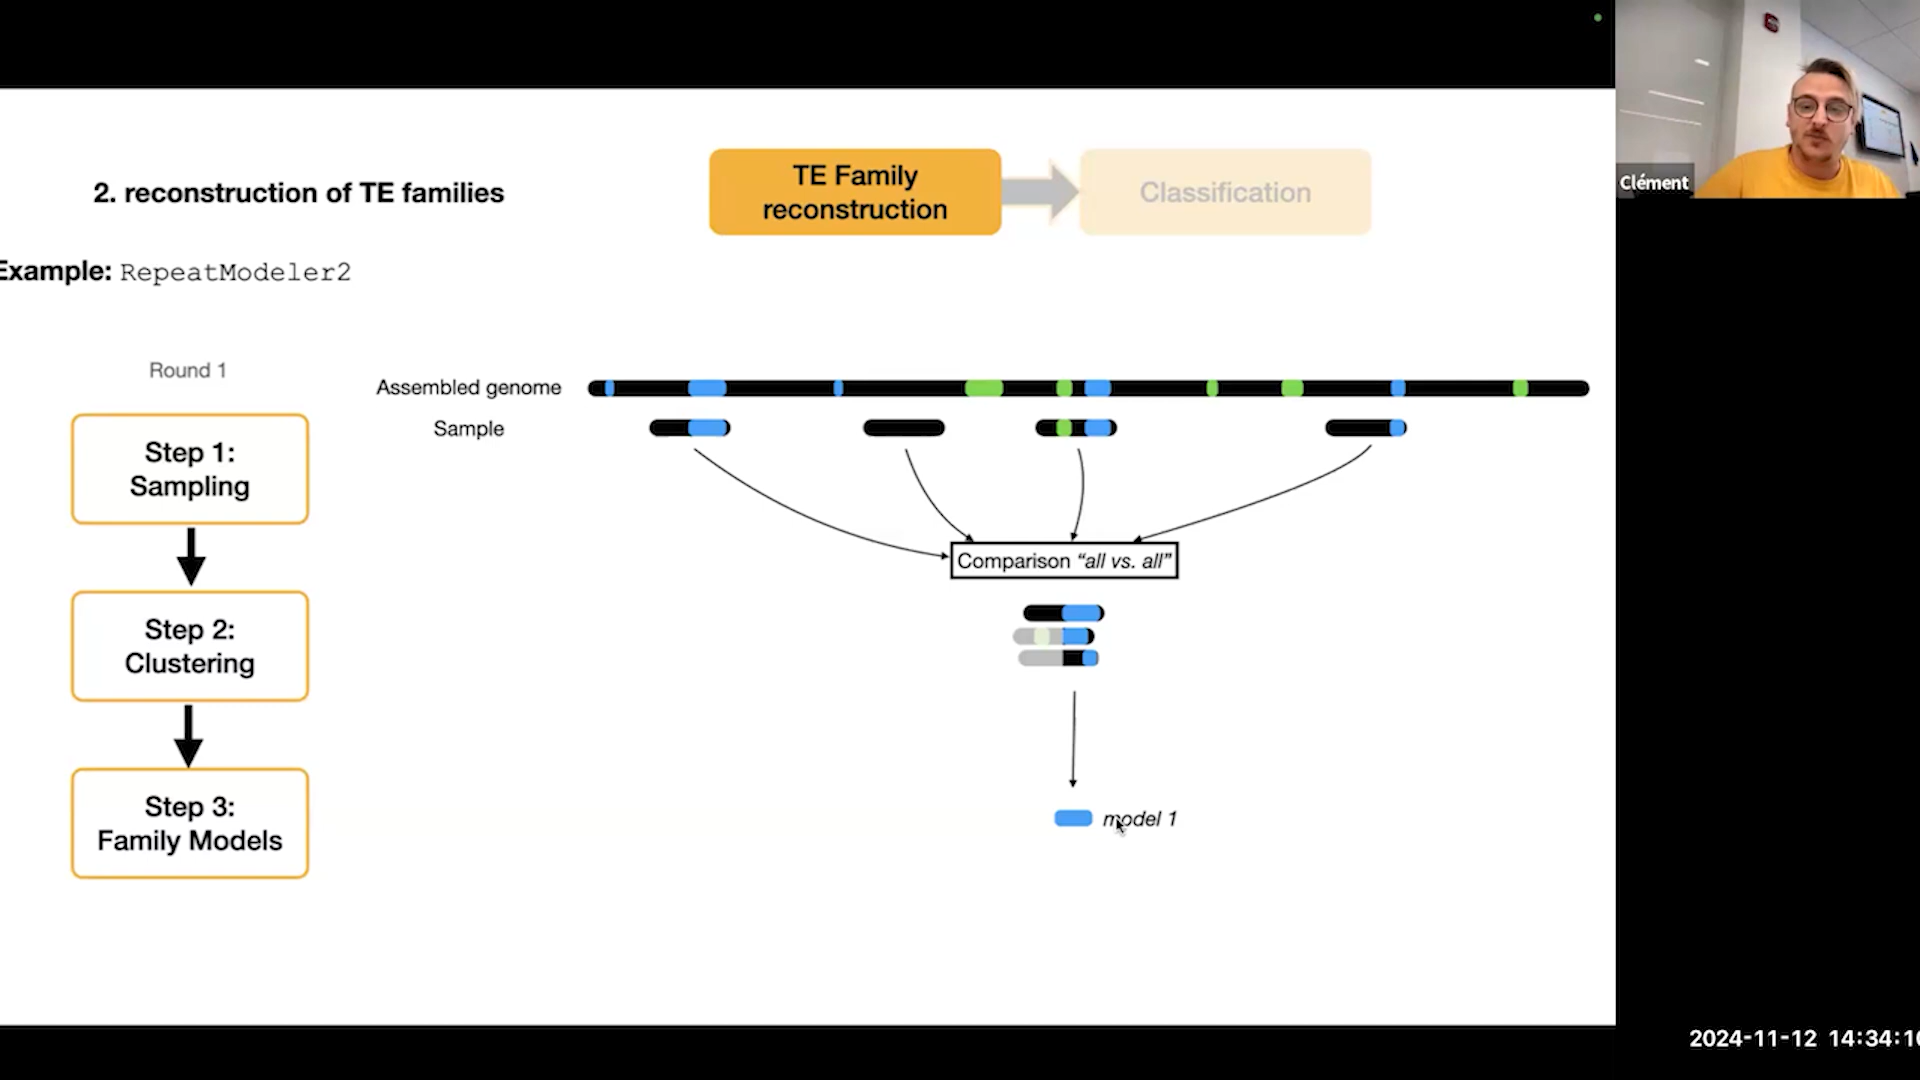 2. reconstruction of TE families
TE Family
reconstruction
Classification
Example: RepeatModeler2
Round 1
Step 1:
Sampling
Step 2:
Clustering
Step 3:
Family Models
Assembled genome
Sample
Comparison “all vs. all”
model 1
Clément
2024-11-12 14:34:10